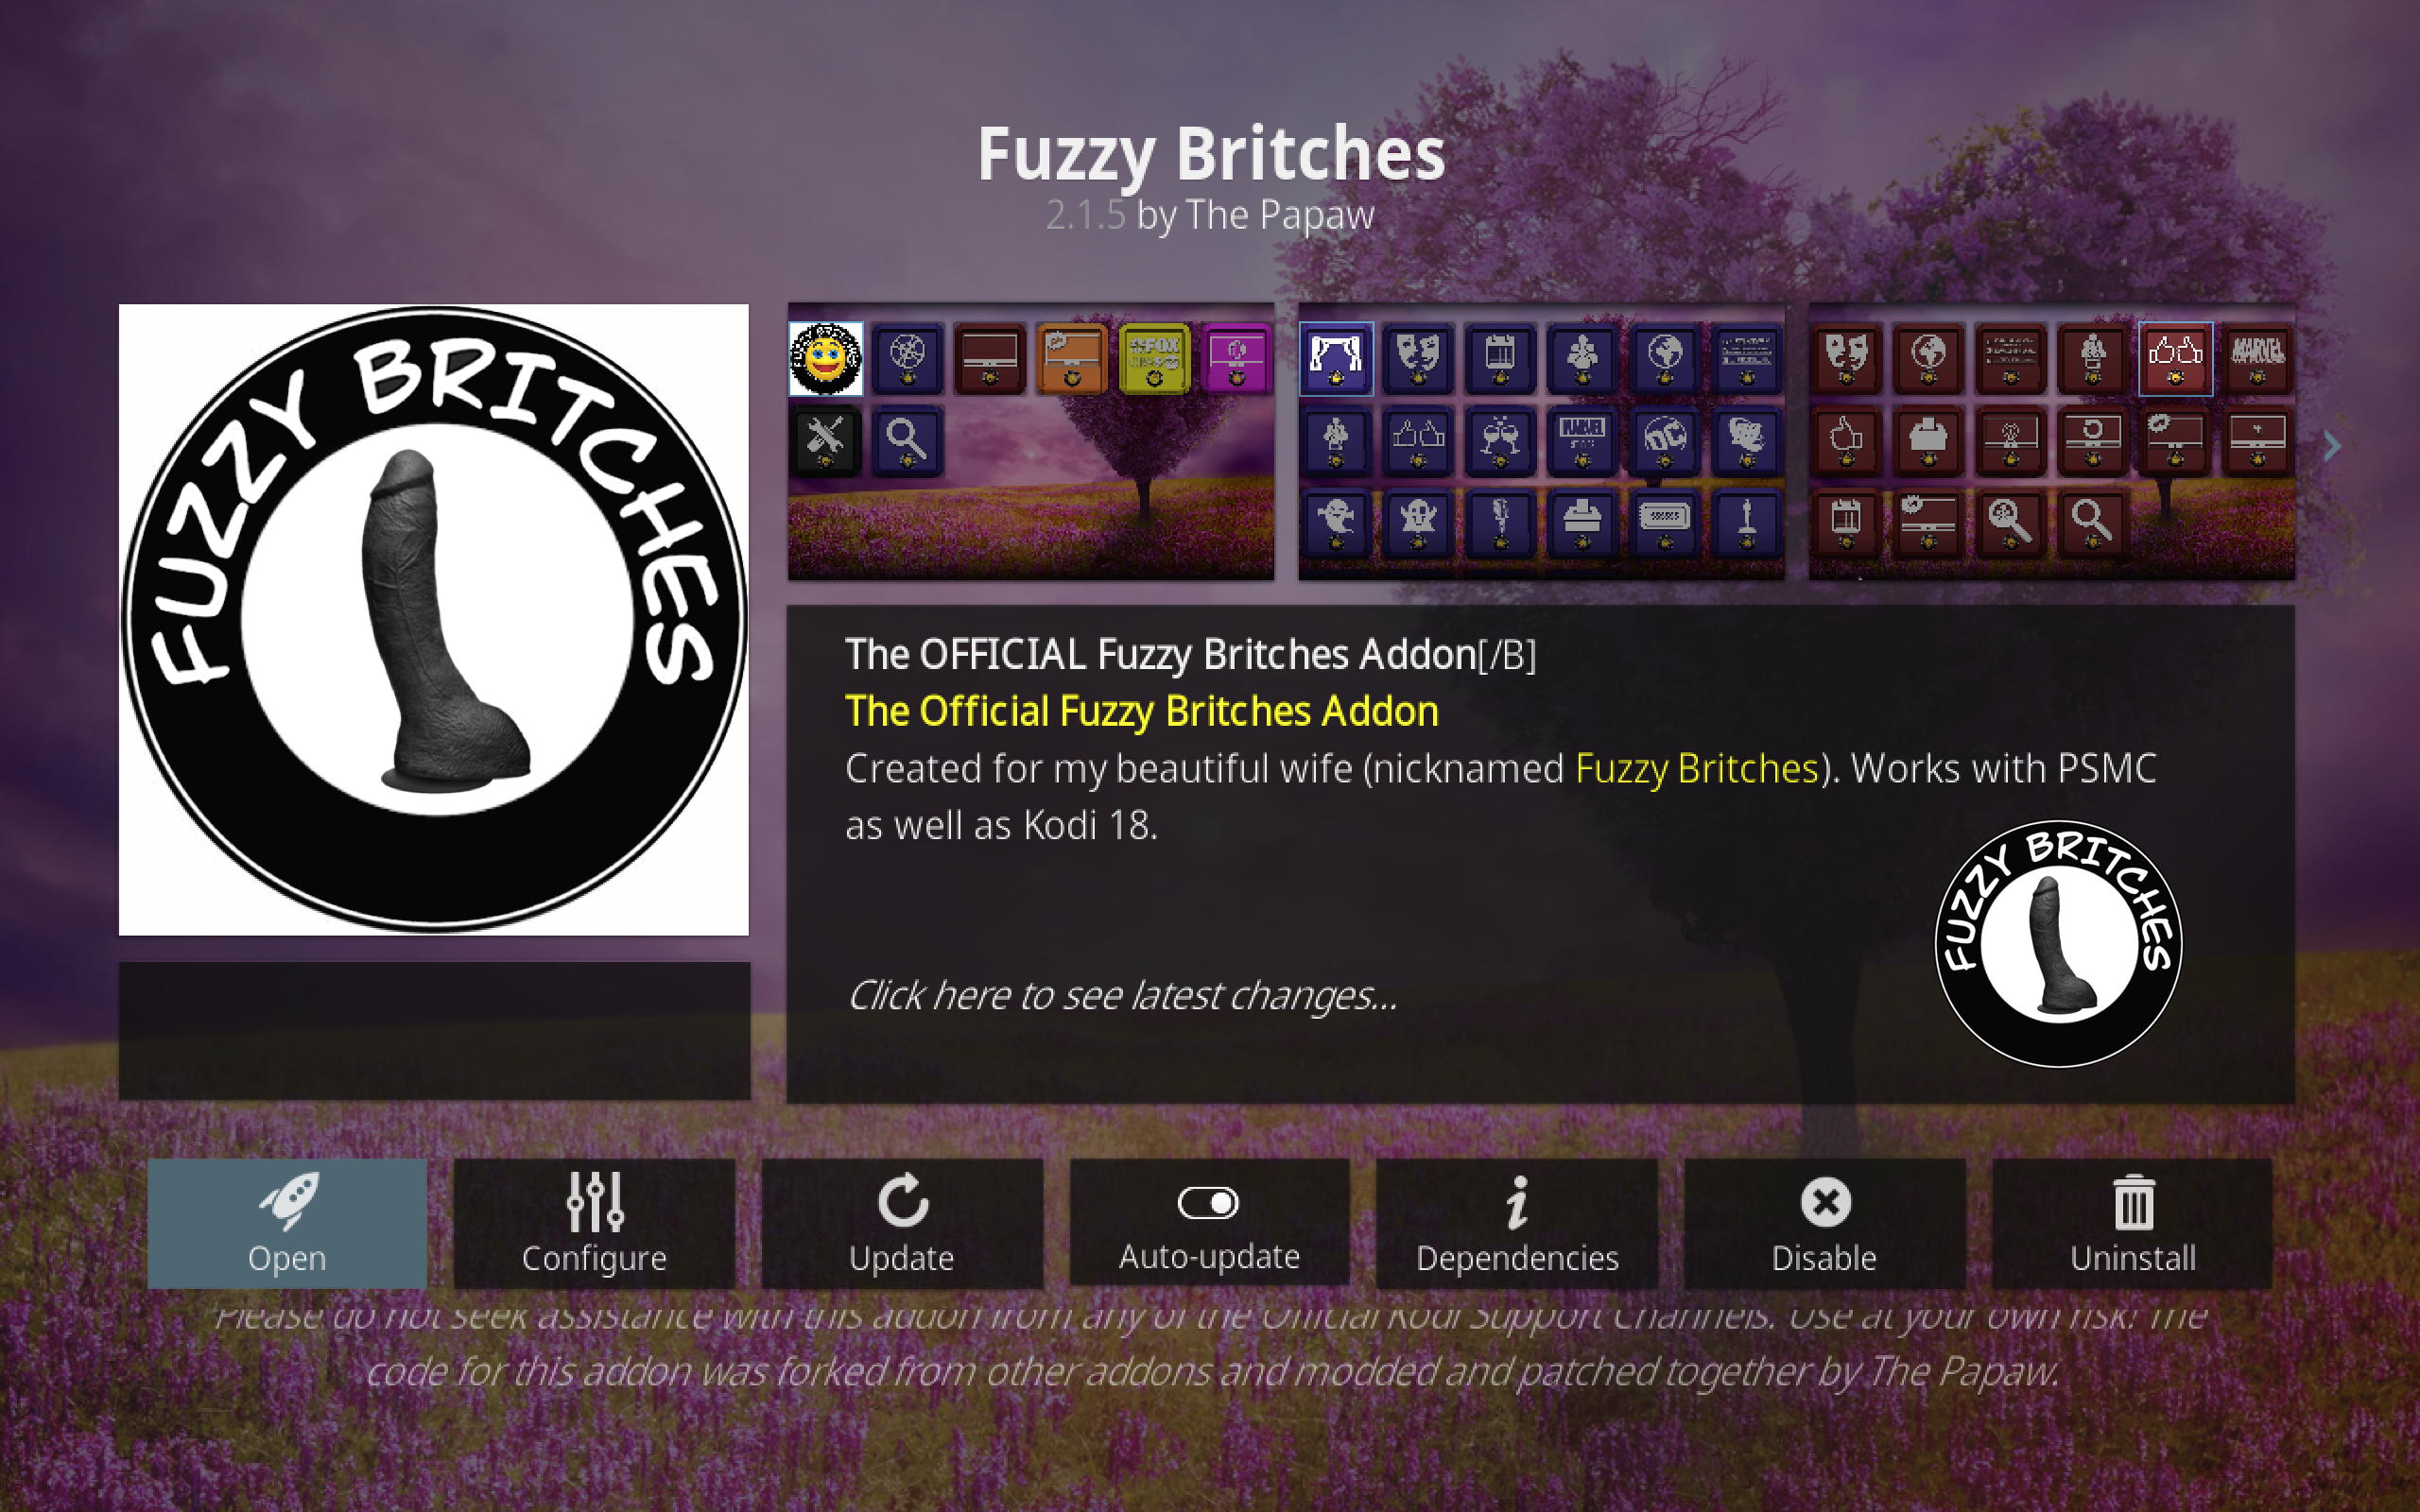 Fuzzy Britches
2.1.5 by The Papaw
FUZZY BRITCHES
MARVEL
MARVEL
DC
The OFFICIAL Fuzzy Britches Addon[/B]
The Official Fuzzy Britches Addon
Created for my beautiful wife (nicknamed Fuzzy Britches). Works with PSMC
as well as Kodi 18.
Click here to see latest changes...
FUZZY BRITCHES
Open
Configure
Update
Auto-update
Dependencies
Disable
Uninstall
Please do not seek assistance with this addon from any of the Official Kodi Support Channels. Use at your own risk! The
code for this addon was forked from other addons and modded and patched together by The Papaw.